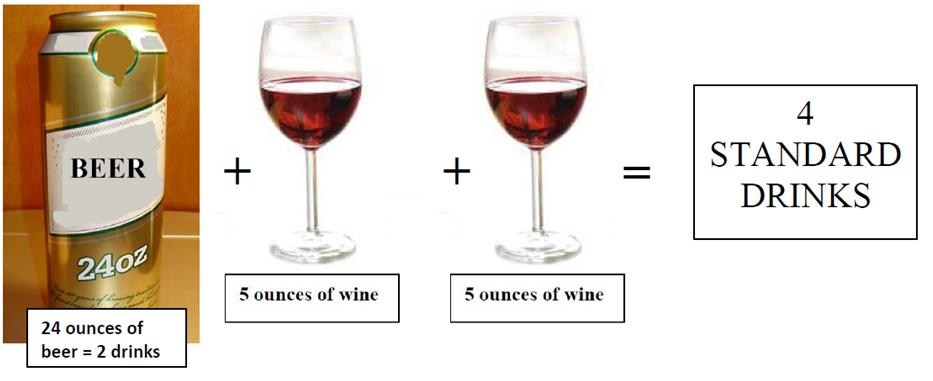 BEER
24oz
24 ounces of
beer = 2 drinks
+
5 ounces of wine
+
5 ounces of wine
=
4
STANDARD
DRINKS